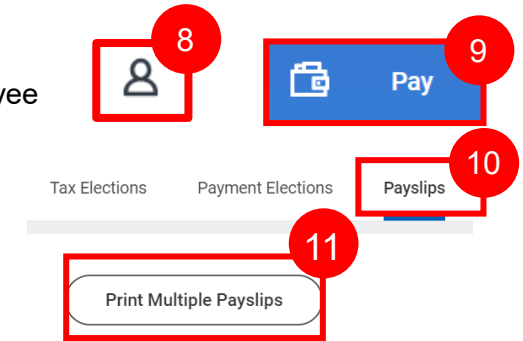 8
9
yee
Pay
10
Tax Elections Payment Elections Payslips
11
Print Multiple Payslips